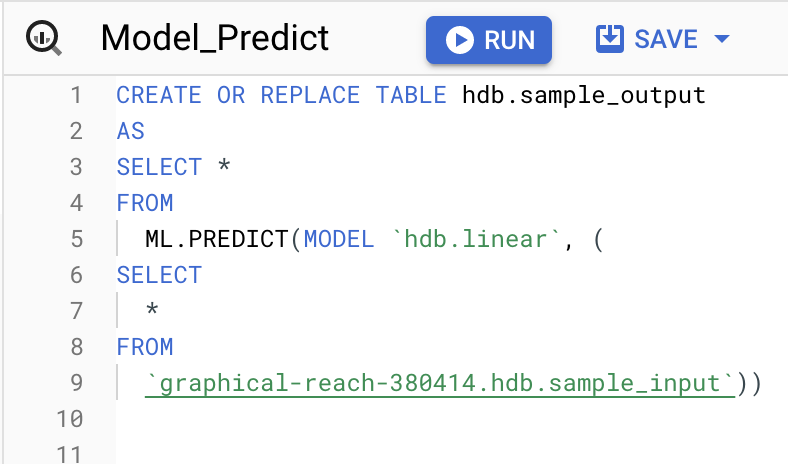 Model_Predict RUN SAVE
1 CREATE OR REPLACE TABLE hdb.sample_output
2 AS
3 SELECT *
4 FROM
5 ML.PREDICT(MODEL `hdb.linear`, (
6 SELECT
7 *
8 FROM
9 `graphical-reach-380414.hdb.sample_input`))
10
11